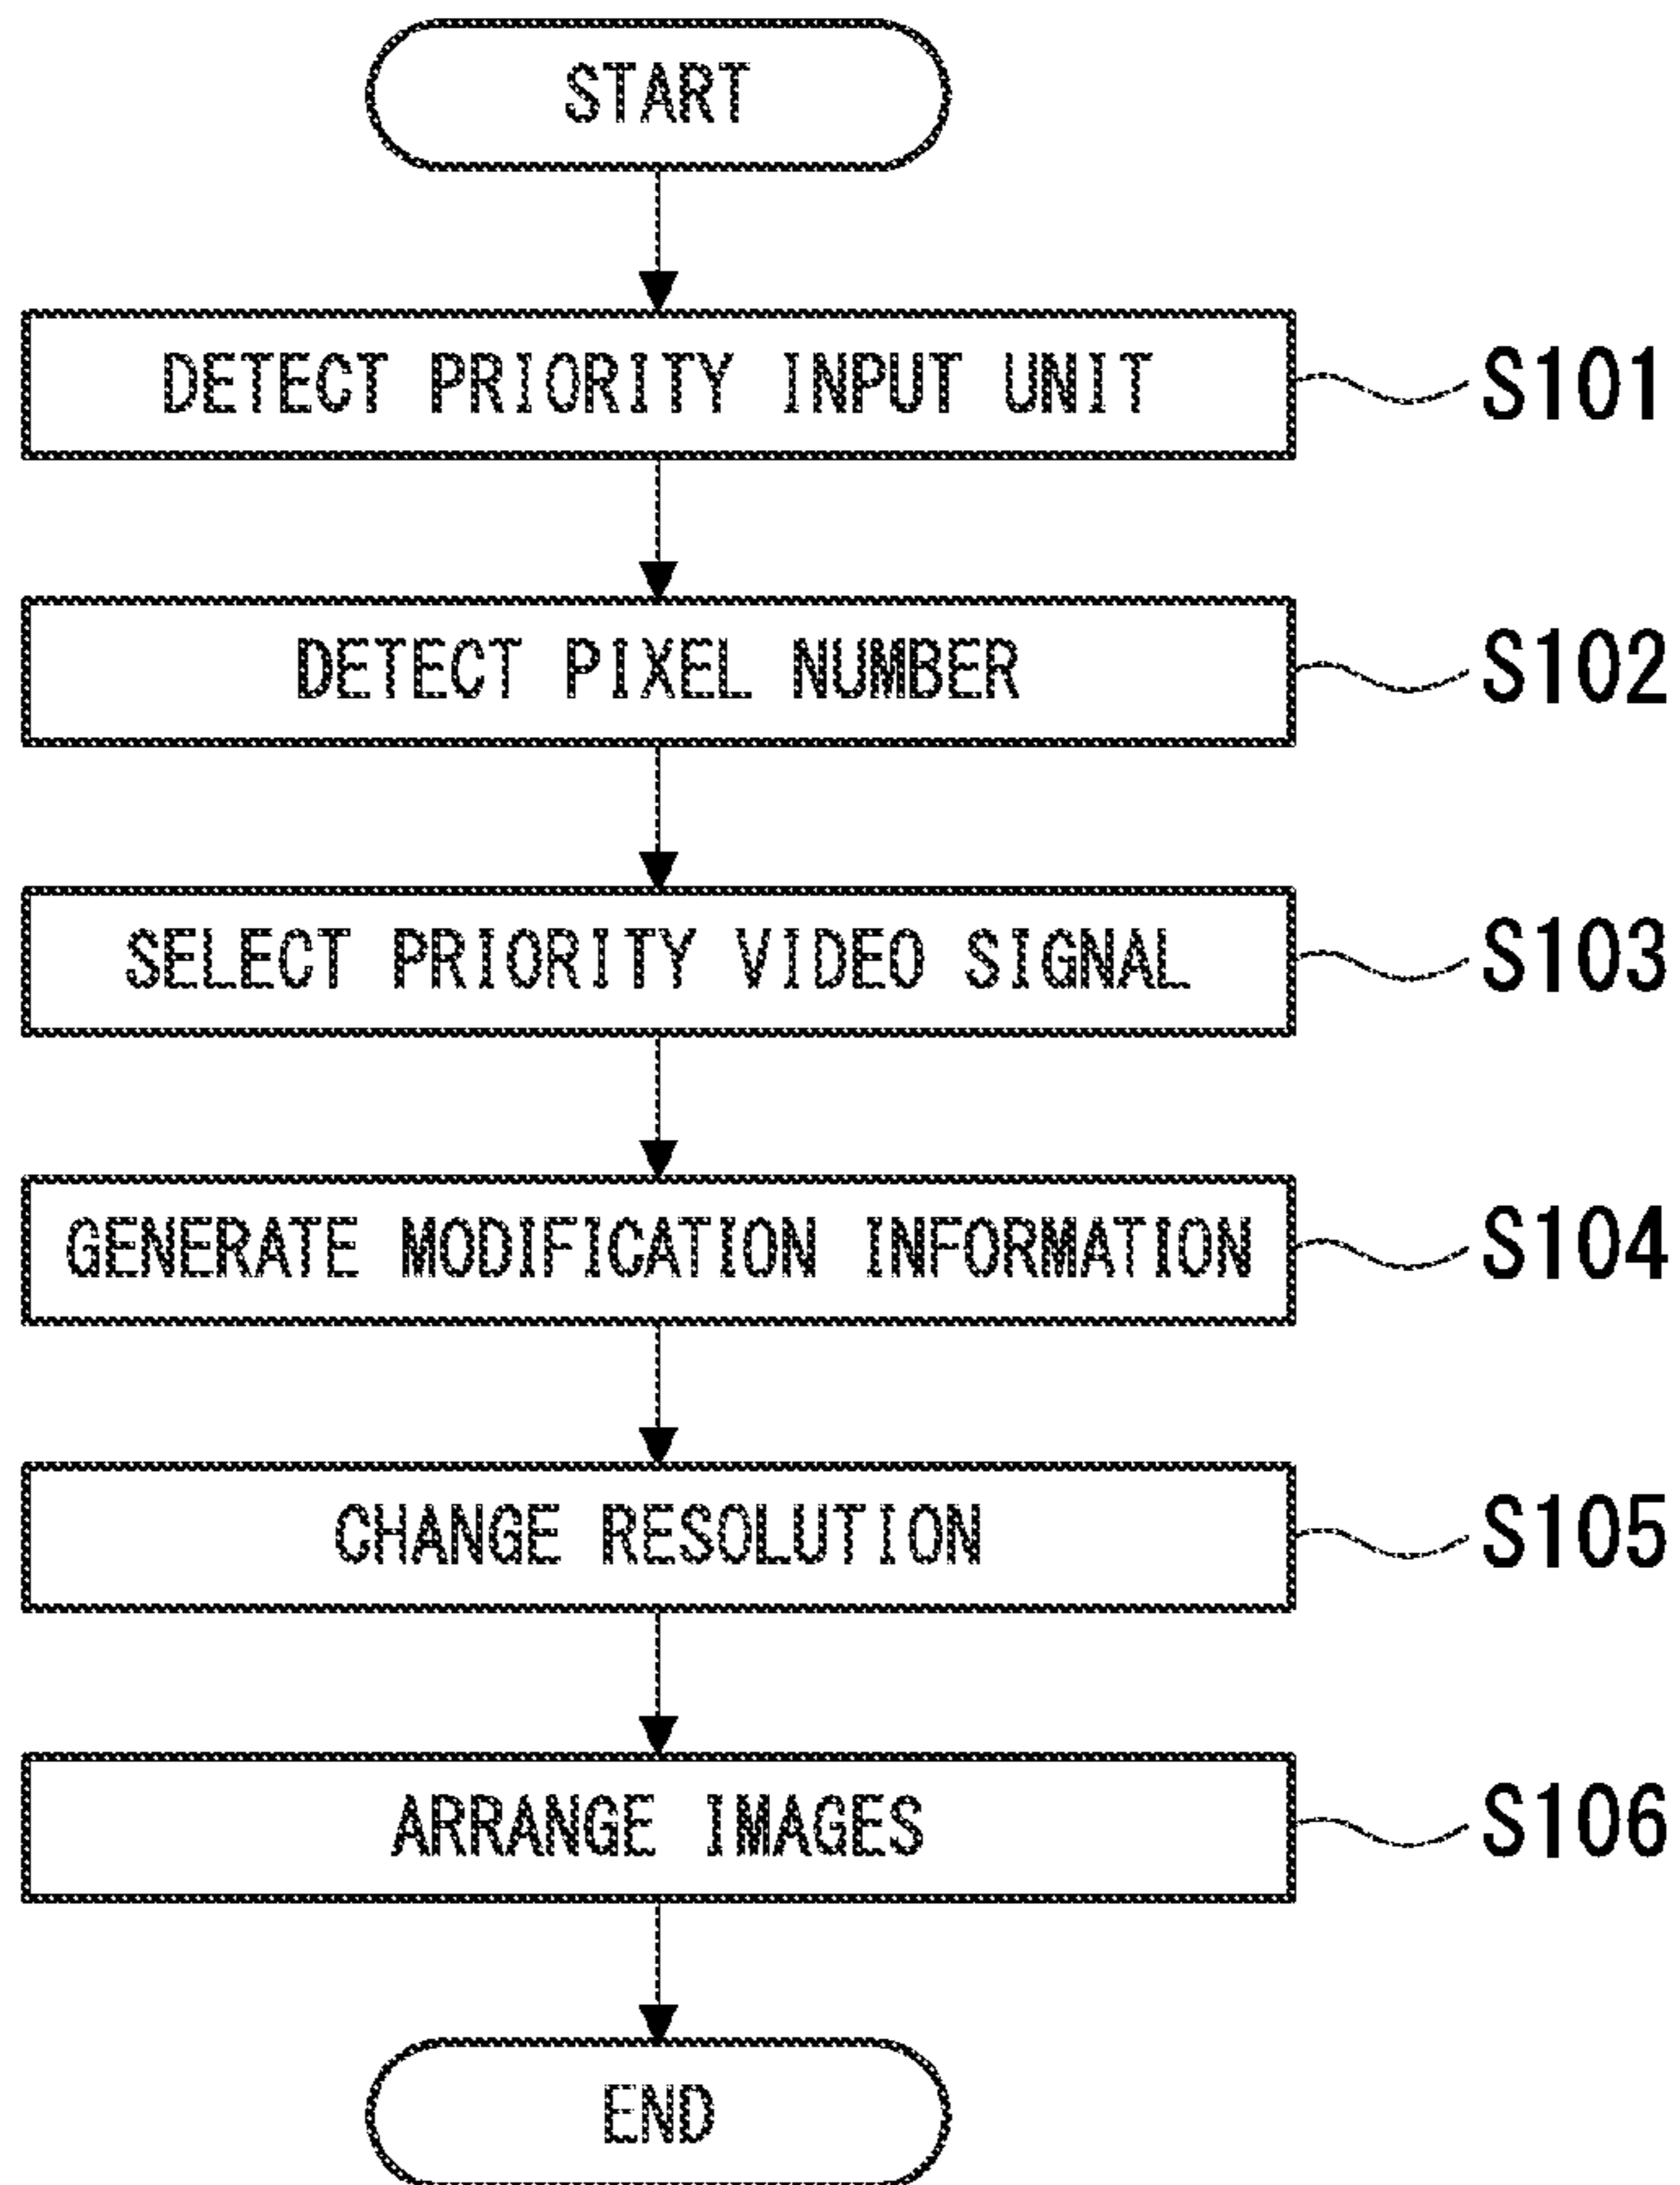 START
DETECT PRIORITY INPUT UNIT
S101
DETECT PIXEL NUMBER
S102
SELECT PRIORITY VIDEO SIGNAL
S103
GENERATE MODIFICATION INFORMATION
S104
CHANGE RESOLUTION
S105
ARRANGE IMAGES
S106
END